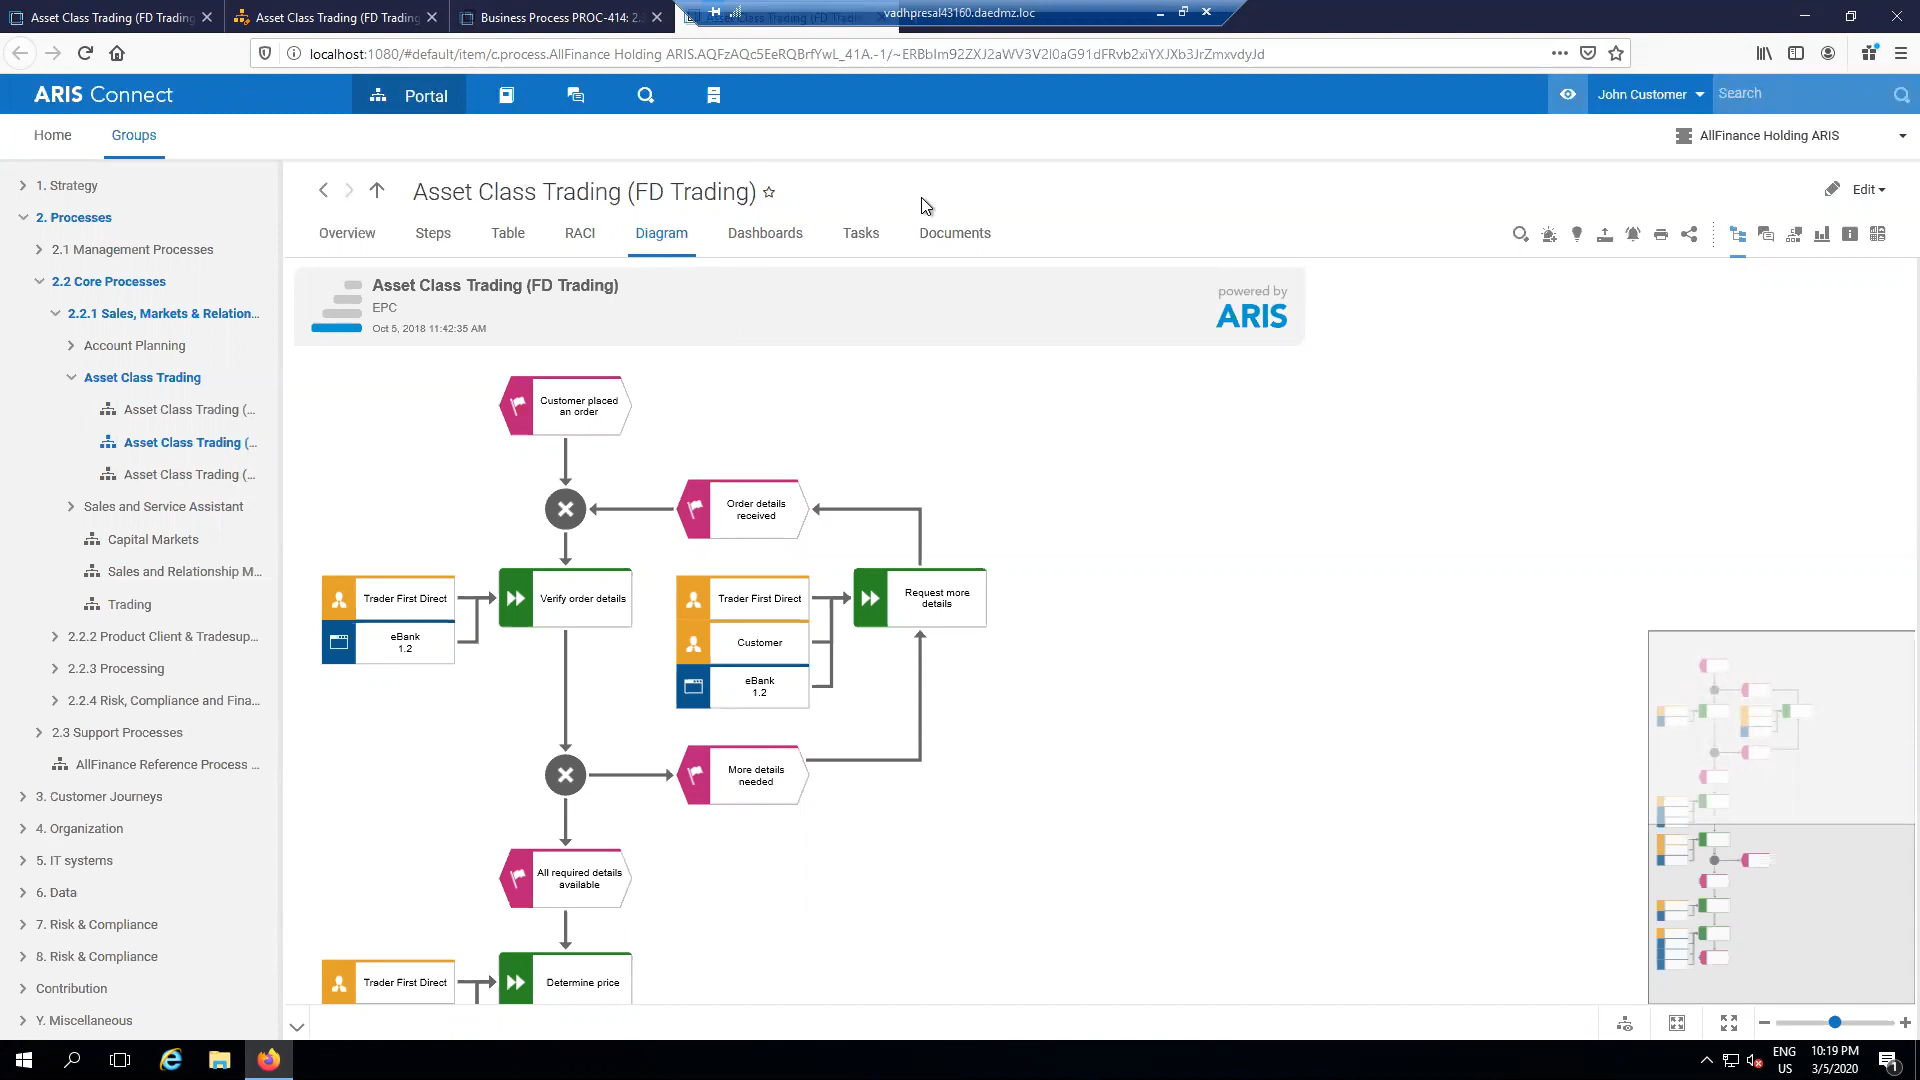 Asset Class Trading (FD Trading
Asset Class Trading (FD Trading
Business Process PROC-414: 2.
vadhpresal43160.daedmz.loc
localhost:1080/#default/item/c.process.AllFinance Holding ARIS.AQFzAQc5EeRQBrfYwL_41A.-1/~ERBbIm92ZXJ2aWV3V2l0aG91dFRvb2xiYXJXb3JrZmxvdyJd
ARIS Connect
Portal
John Customer
Search
Home
Groups
AllFinance Holding ARIS
1. Strategy
2. Processes
2.1 Management Processes
2.2 Core Processes
2.2.1 Sales, Markets & Relation...
Account Planning
Asset Class Trading
Asset Class Trading (...
Asset Class Trading (...
Asset Class Trading (...
Sales and Service Assistant
Capital Markets
Sales and Relationship M...
Trading
2.2.2 Product Client & Tradesup...
2.2.3 Processing
2.2.4 Risk, Compliance and Fina...
2.3 Support Processes
AllFinance Reference Process ...
3. Customer Journeys
4. Organization
5. IT systems
6. Data
7. Risk & Compliance
8. Risk & Compliance
Contribution
Y. Miscellaneous
Asset Class Trading (FD Trading)
Edit
Overview
Steps
Table
RACI
Diagram
Dashboards
Tasks
Documents
Asset Class Trading (FD Trading)
EPC
Oct 5, 2018 11:42:35 AM
powered by
ARIS
Customer placed
an order
Order details
received
Trader First Direct
eBank
1.2
Verify order details
Trader First Direct
Customer
eBank
1.2
Request more
details
More details
needed
All required details
available
Trader First Direct
Determine price
ENG
US
10:19 PM
3/5/2020
1